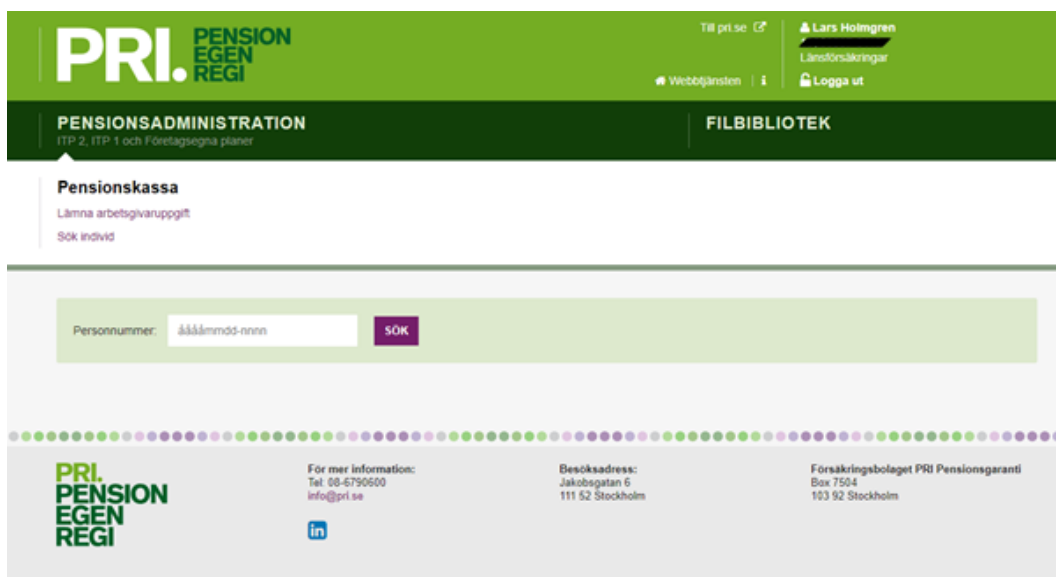 PRI. PENSION
EGEN
REGI
Till pri.se
Lars Holmgren
Länsförsäkringar
Webbtjänsten | i
Logga ut
PENSIONSADMINISTRATION
ITP 2, ITP 1 och Företagsegna planer
FILBIBLIOTEK
Pensionskassa
Lämna arbetsgivaruppgift
Sök individ
Personnummer: ååååmmdd-nnnn SÖK
PRI.
PENSION
EGEN
REGI
För mer information:
Tel: 08-6790600
info@pri.se
in
Besöksadress:
Jakobsgatan 6
111 52 Stockholm
Försäkringsbolaget PRI Pensionsgaranti
Box 7504
103 92 Stockholm